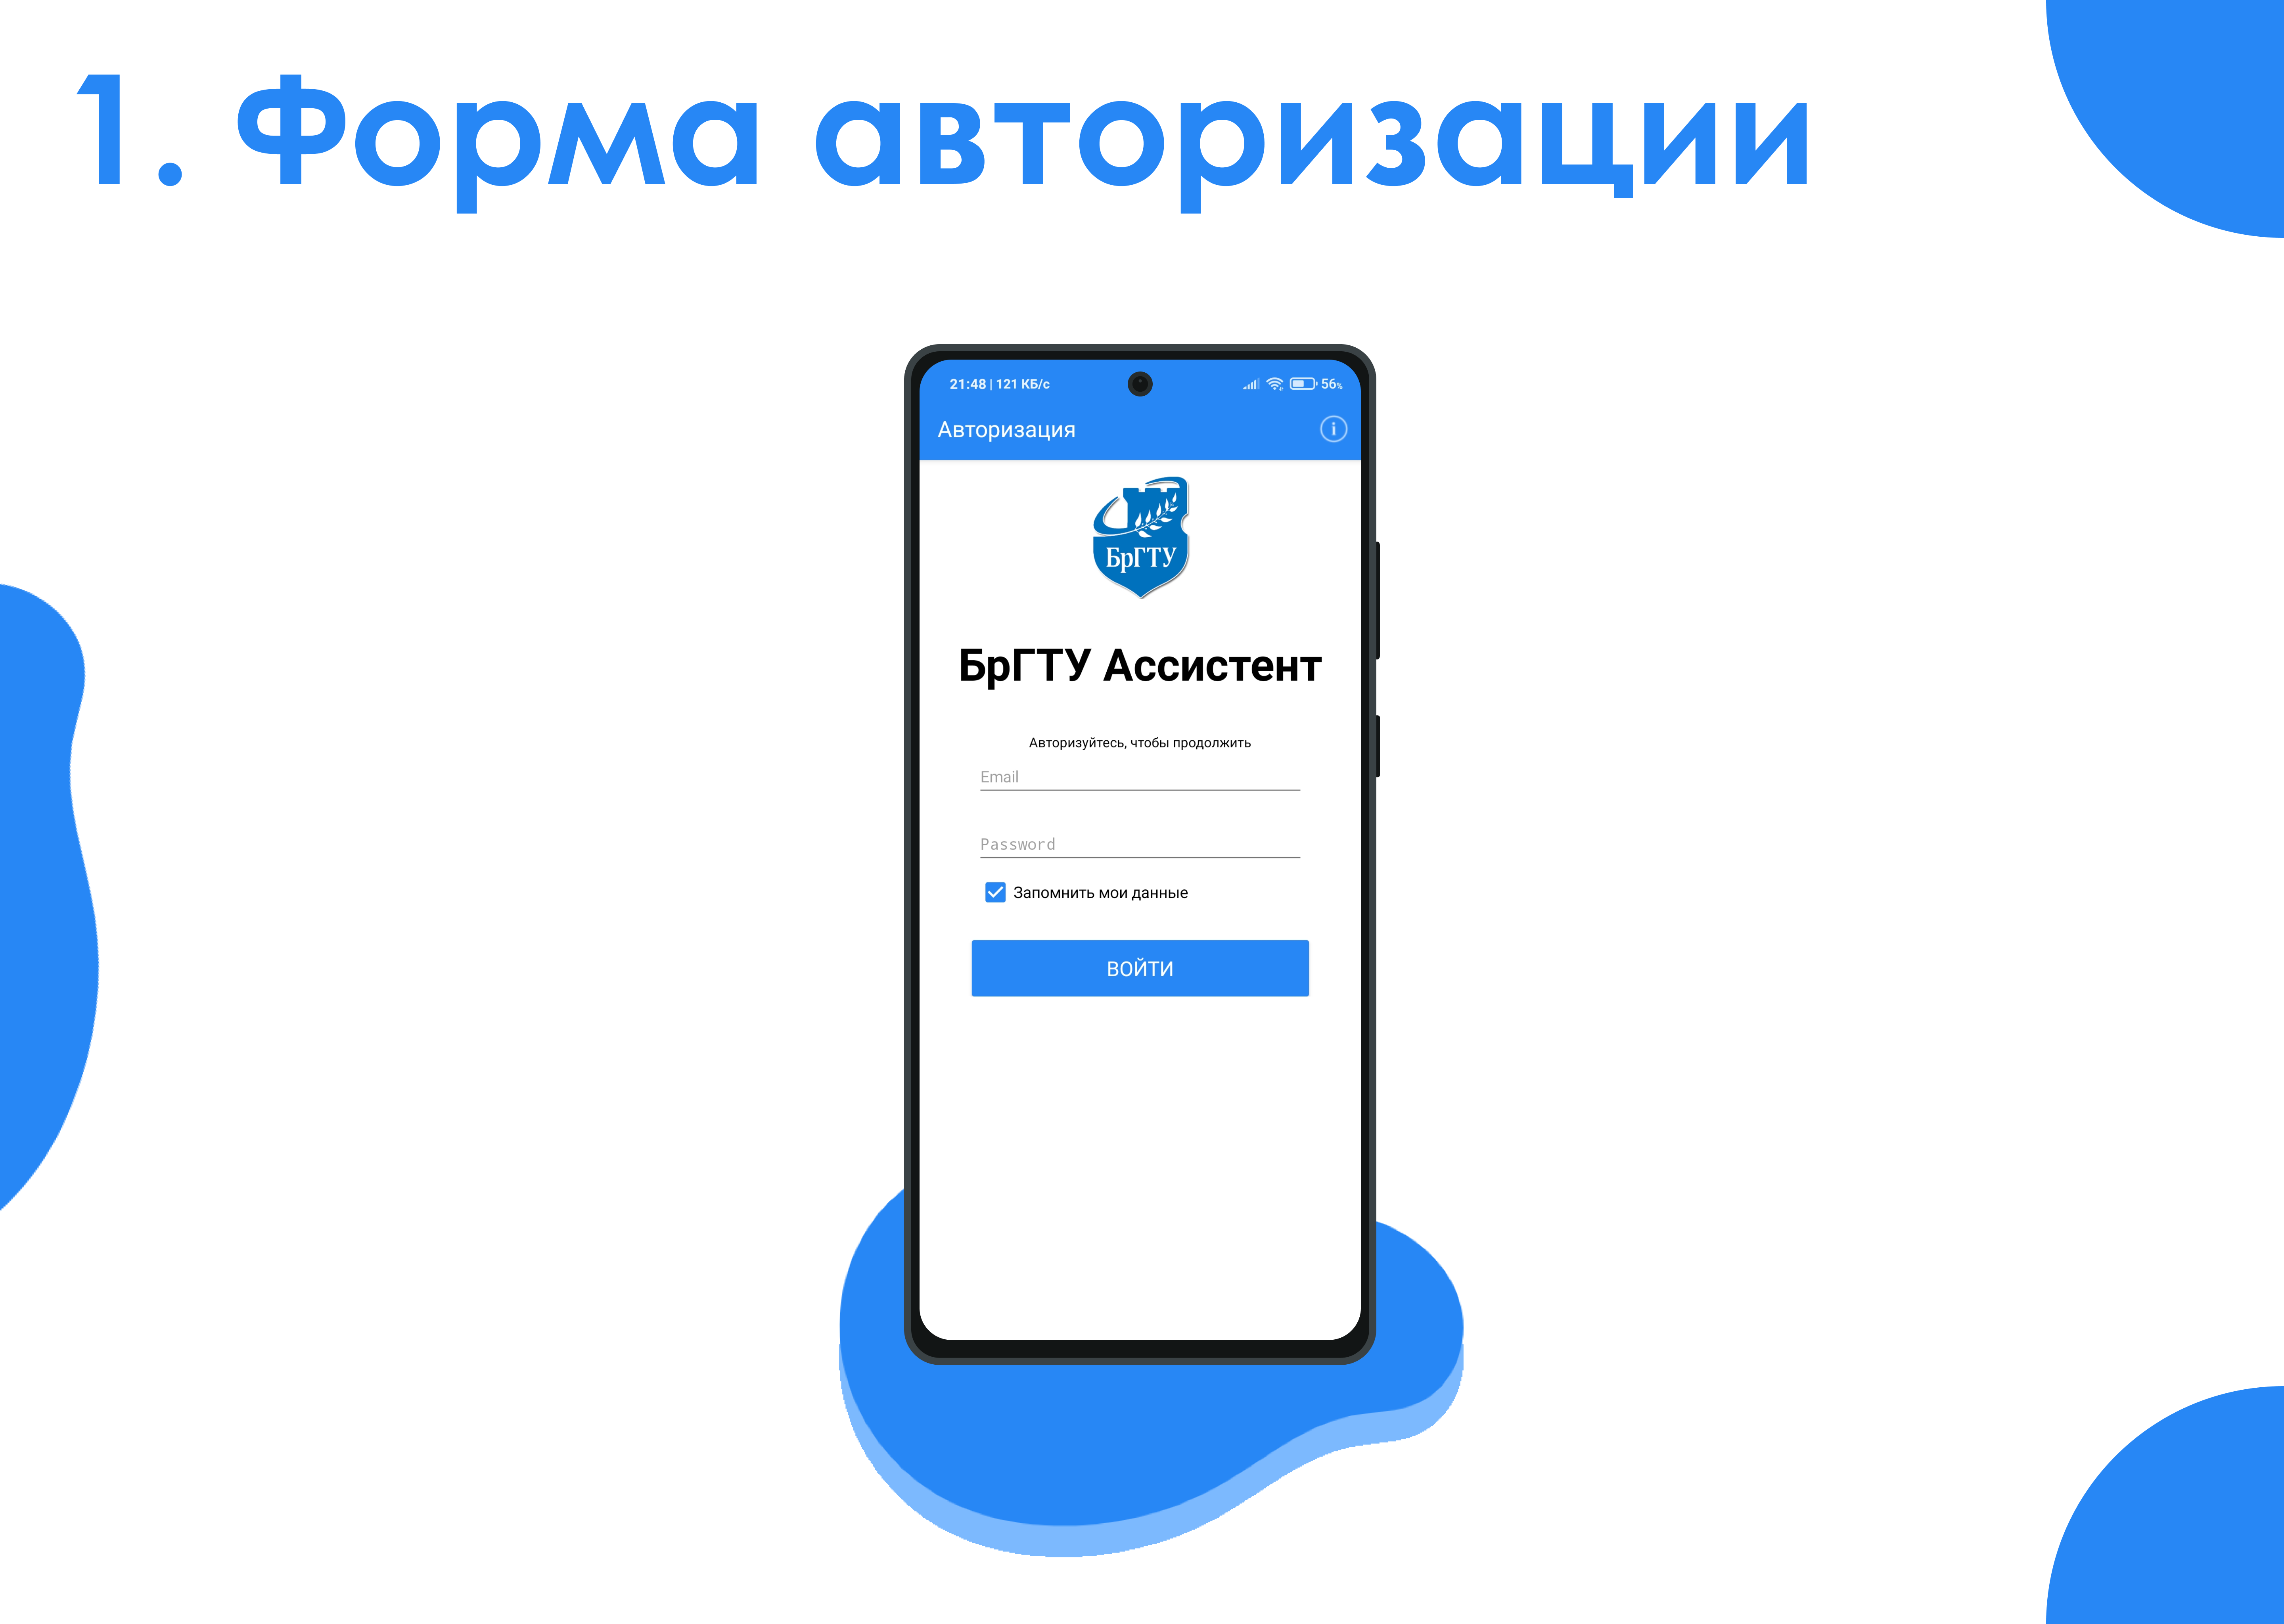 1. Форма авторизации
21:48 | 121 КБ/с
56%
Авторизация
i
БрГТУ
БрГТУ Ассистент
Авторизуйтесь, чтобы продолжить
Email
Password
Запомнить мои данные
ВОЙТИ